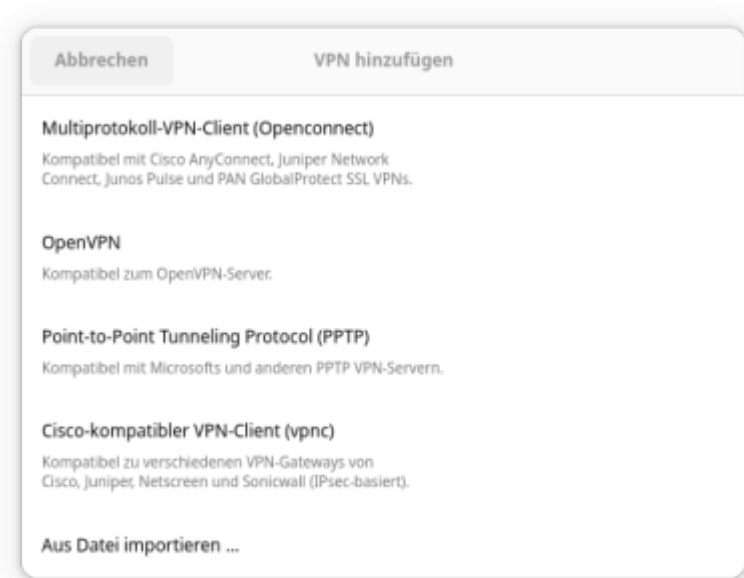 Abbrechen
VPN hinzufügen
Multiprotokoll-VPN-Client (Openconnect)
Kompatibel mit Cisco AnyConnect, Juniper Network
Connect, Junos Pulse und PAN GlobalProtect SSL VPNs.
OpenVPN
Kompatibel zum OpenVPN-Server.
Point-to-Point Tunneling Protocol (PPTP)
Kompatibel mit Microsofts und anderen PPTP VPN-Servern.
Cisco-kompatibler VPN-Client (vpnc)
Kompatibel zu verschiedenen VPN-Gateways von
Cisco, Juniper, Netscreen und Sonicwall (IPsec-basiert).
Aus Datei importieren ...